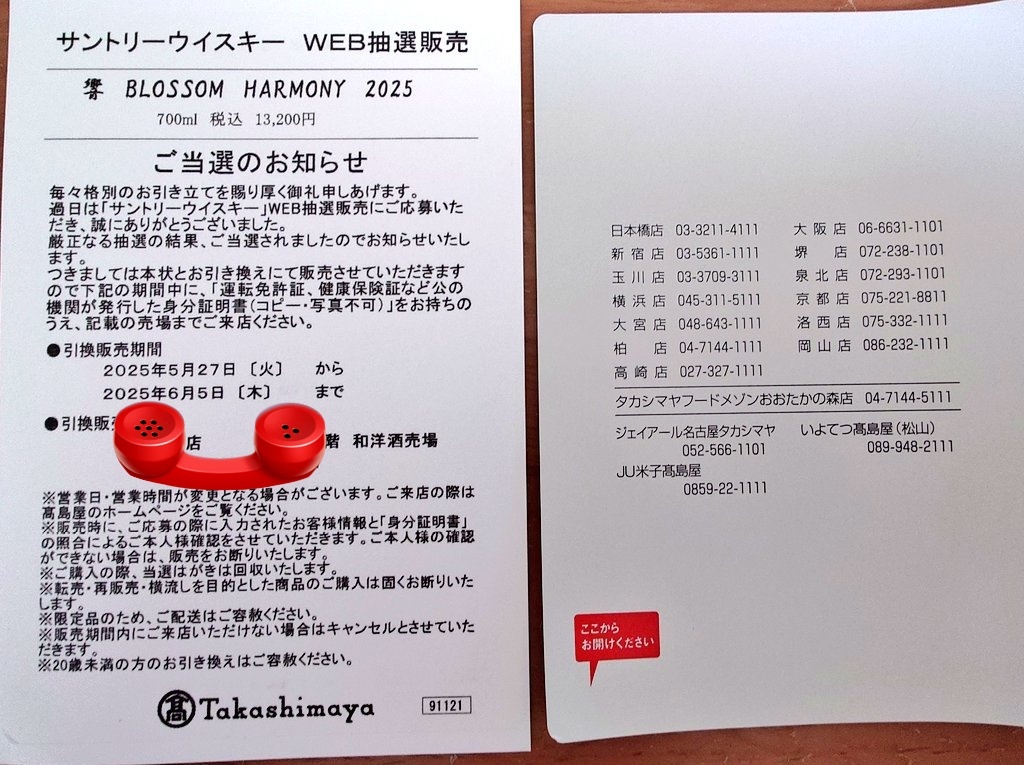 サントリーウイスキー WEB抽選販売
響 BLOSSOM HARMONY 2025
700ml 税込 13,200円
ご当選のお知らせ
毎々格別のお引き立てを賜り厚く御礼申しあげます。
過日は「サントリーウイスキー」WEB抽選販売にご応募いた
だき、誠にありがとうございました。
厳正なる抽選の結果、ご当選されましたのでお知らせいたし
ます。
つきましては本状とお引き換えにて販売させていただきます
ので下記の期間中に、「運転免許証、健康保険証など公の
機関が発行した身分証明書(コピー・写真不可)」をお持ちの
うえ、記載の売場までご来店ください。
●引換販売期間
2025年5月27日 〔火〕 から
2025年6月5日 〔木〕 まで
●引換販
店 階 和洋酒売場
※営業日・営業時間が変更となる場合がございます。ご来店の際は
髙島屋のホームページをご覧ください。
※販売時に、ご応募の際に入力されたお客様情報と「身分証明書」
の照合によるご本人様確認をさせていただきます。ご本人様の確認
ができない場合は、販売をお断りいたします。
※ご購入の際、当選はがきは回収いたします。
※転売・再販売・横流しを目的とした商品のご購入は固くお断りいた
します。
※限定品のため、ご配送はご容赦ください。
※販売期間内にご来店いただけない場合はキャンセルとさせていた
だきます。
※20歳未満の方のお引き換えはご容赦ください。
髙 Takashimaya 91121
日本橋店 03-3211-4111 大阪店 06-6631-1101
新宿店 03-5361-1111 堺店 072-238-1101
玉川店 03-3709-3111 泉北店 072-293-1101
横浜店 045-311-5111 京都店 075-221-8811
大宮店 048-643-1111 洛西店 075-332-1111
柏店 04-7144-1111 岡山店 086-232-1111
高崎店 027-327-1111
タカシマヤフードメゾンおおたかの森店 04-7144-5111
ジェイアール名古屋タカシマヤ いよてつ髙島屋(松山)
052-566-1101 089-948-2111
JU米子髙島屋
0859-22-1111
ここから
お開けください